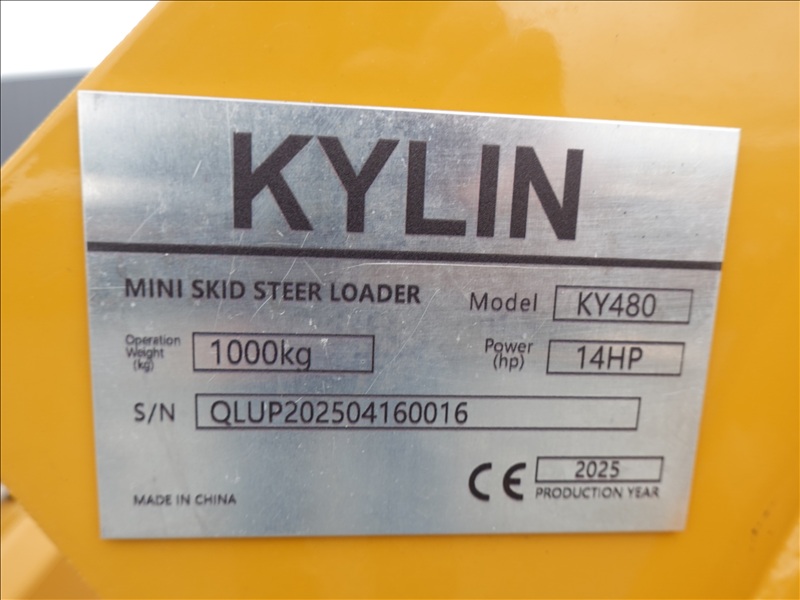 KYLIN
MINI SKID STEER LOADER
Model KY480
Operation Weight (kg) 1000kg
Power (hp) 14HP
S/N QLUP202504160016
CE 2025
PRODUCTION YEAR
MADE IN CHINA